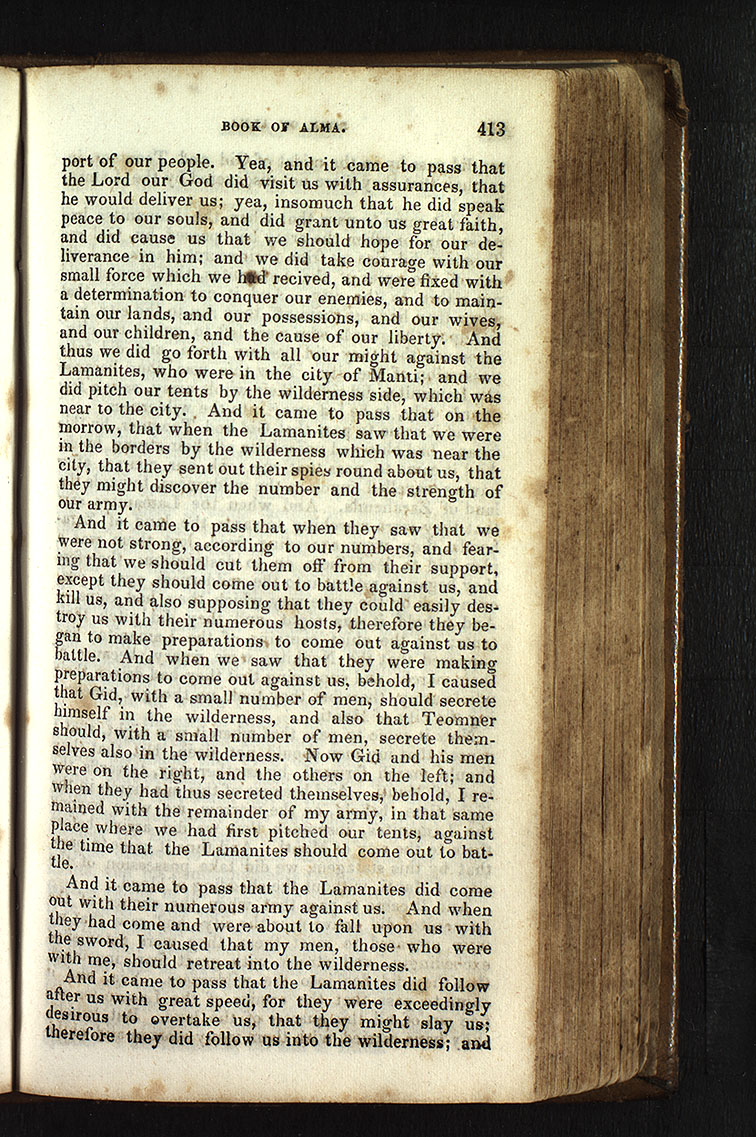 BOOK OF ALMA. 413
port of our people. Yea, and it came to pass that
the Lord our God did visit us with assurances, that
he would deliver us; yea, insomuch that he did speak
peace to our souls, and did grant unto us great faith,
and did cause us that we should hope for our de-
liverance in him; and we did take courage with our
small force which we had recived, and were fixed with
a determination to conquer our enemies, and to main-
tain our lands, and our possessions, and our wives,
and our children, and the cause of our liberty. And
thus we did go forth with all our might against the
Lamanites, who were in the city of Manti; and we
did pitch our tents by the wilderness side, which was
near to the city. And it came to pass that on the
morrow, that when the Lamanites saw that we were
in the borders by the wilderness which was near the
city, that they sent out their spies round about us, that
they might discover the number and the strength of
our army.
And it came to pass that when they saw that we
were not strong, according to our numbers, and fear-
ing that we should cut them off from their support,
except they should come out to battle against us, and
kill us, and also supposing that they could easily des-
troy us with their numerous hosts, therefore they be-
gan to make preparations to come out against us to
battle. And when we saw that they were making
preparations to come out against us, behold, I caused
that Gid, with a small number of men, should secrete
himself in the wilderness, and also that Teomner
should, with a small number of men, secrete them-
selves also in the wilderness. Now Gid and his men
were on the right, and the others on the left; and
when they had thus secreted themselves, behold, I re-
mained with the remainder of my army, in that same
place where we had first pitched our tents, against
the time that the Lamanites should come out to bat-
tle.
And it came to pass that the Lamanites did come
out with their numerous army against us. And when
they had come and were about to fall upon us with
the sword, I caused that my men, those who were
with me, should retreat into the wilderness.
And it came to pass that the Lamanites did follow
after us with great speed, for they were exceedingly
desirous to overtake us, that they might slay us;
therefore they did follow us into the wilderness; and